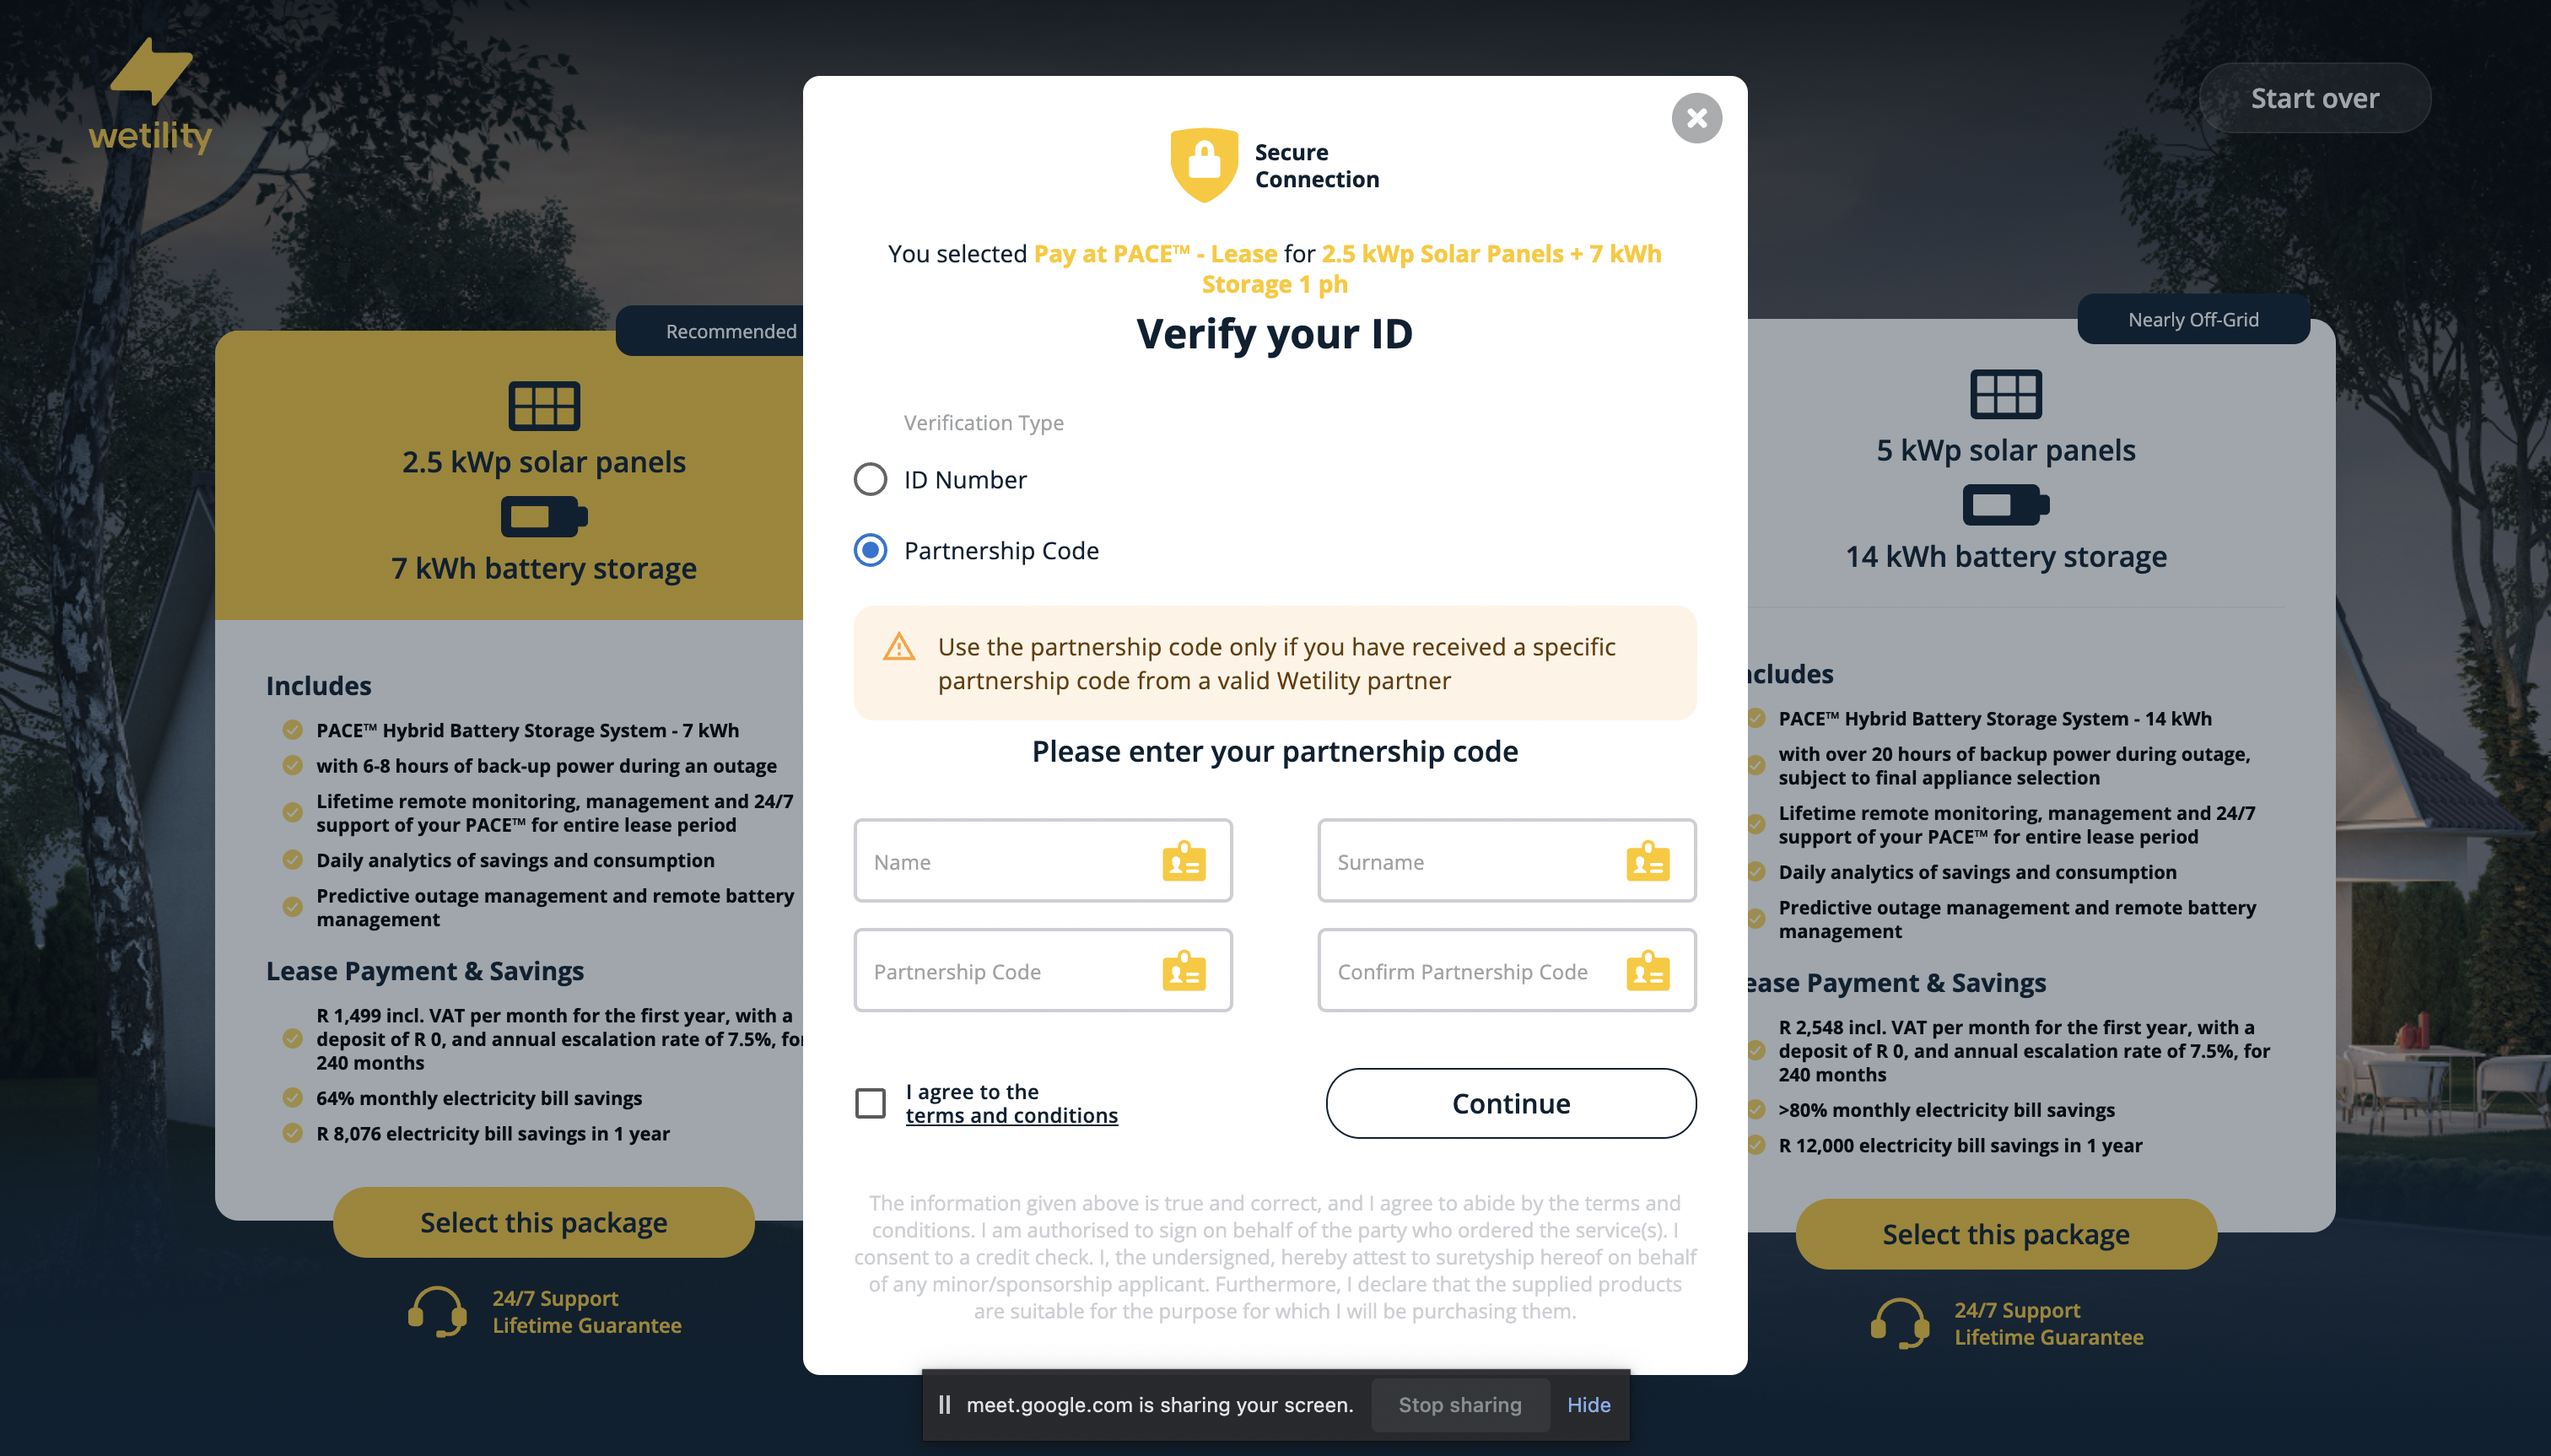 wetility
Start over
Secure
Connection
You selected Pay at PACE™ - Lease for 2.5 kWp Solar Panels + 7 kWh
Storage 1 ph
Verify your ID
Verification Type
ID Number
Partnership Code
Use the partnership code only if you have received a specific
partnership code from a valid Wetility partner
Please enter your partnership code
Name
Surname
Partnership Code
Confirm Partnership Code
I agree to the
terms and conditions
Continue
The information given above is true and correct, and I agree to abide by the terms and
conditions. I am authorised to sign on behalf of the party who ordered the service(s). I
consent to a credit check. I, the undersigned, hereby attest to suretyship hereof on behalf
of any minor/sponsorship applicant. Furthermore, I declare that the supplied products
are suitable for the purpose for which I will be purchasing them.
Recommended
2.5 kWp solar panels
7 kWh battery storage
Includes
PACE™ Hybrid Battery Storage System - 7 kWh
with 6-8 hours of back-up power during an outage
Lifetime remote monitoring, management and 24/7
support of your PACE™ for entire lease period
Daily analytics of savings and consumption
Predictive outage management and remote battery
management
Lease Payment & Savings
R 1,499 incl. VAT per month for the first year, with a
deposit of R 0, and annual escalation rate of 7.5%, fo
240 months
64% monthly electricity bill savings
R 8,076 electricity bill savings in 1 year
Select this package
24/7 Support
Lifetime Guarantee
Nearly Off-Grid
5 kWp solar panels
14 kWh battery storage
cludes
PACE™ Hybrid Battery Storage System - 14 kWh
with over 20 hours of backup power during outage,
subject to final appliance selection
Lifetime remote monitoring, management and 24/7
support of your PACE™ for entire lease period
Daily analytics of savings and consumption
Predictive outage management and remote battery
management
ease Payment & Savings
R 2,548 incl. VAT per month for the first year, with a
deposit of R 0, and annual escalation rate of 7.5%, for
240 months
>80% monthly electricity bill savings
R 12,000 electricity bill savings in 1 year
Select this package
24/7 Support
Lifetime Guarantee
meet.google.com is sharing your screen.
Stop sharing
Hide